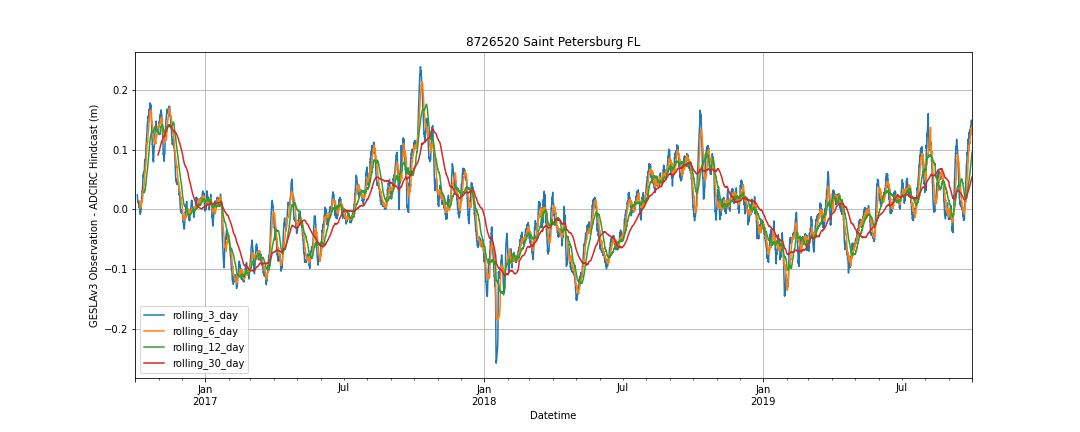 8726520 Saint Petersburg FL
GESLAv3 Observation - ADCIRC Hindcast (m)
0.2
0.1
0.0
−0.1
−0.2
rolling_3_day
rolling_6_day
rolling_12_day
rolling_30_day
Jan
2017
Jul
Jan
2018
Jul
Jan
2019
Jul
Datetime